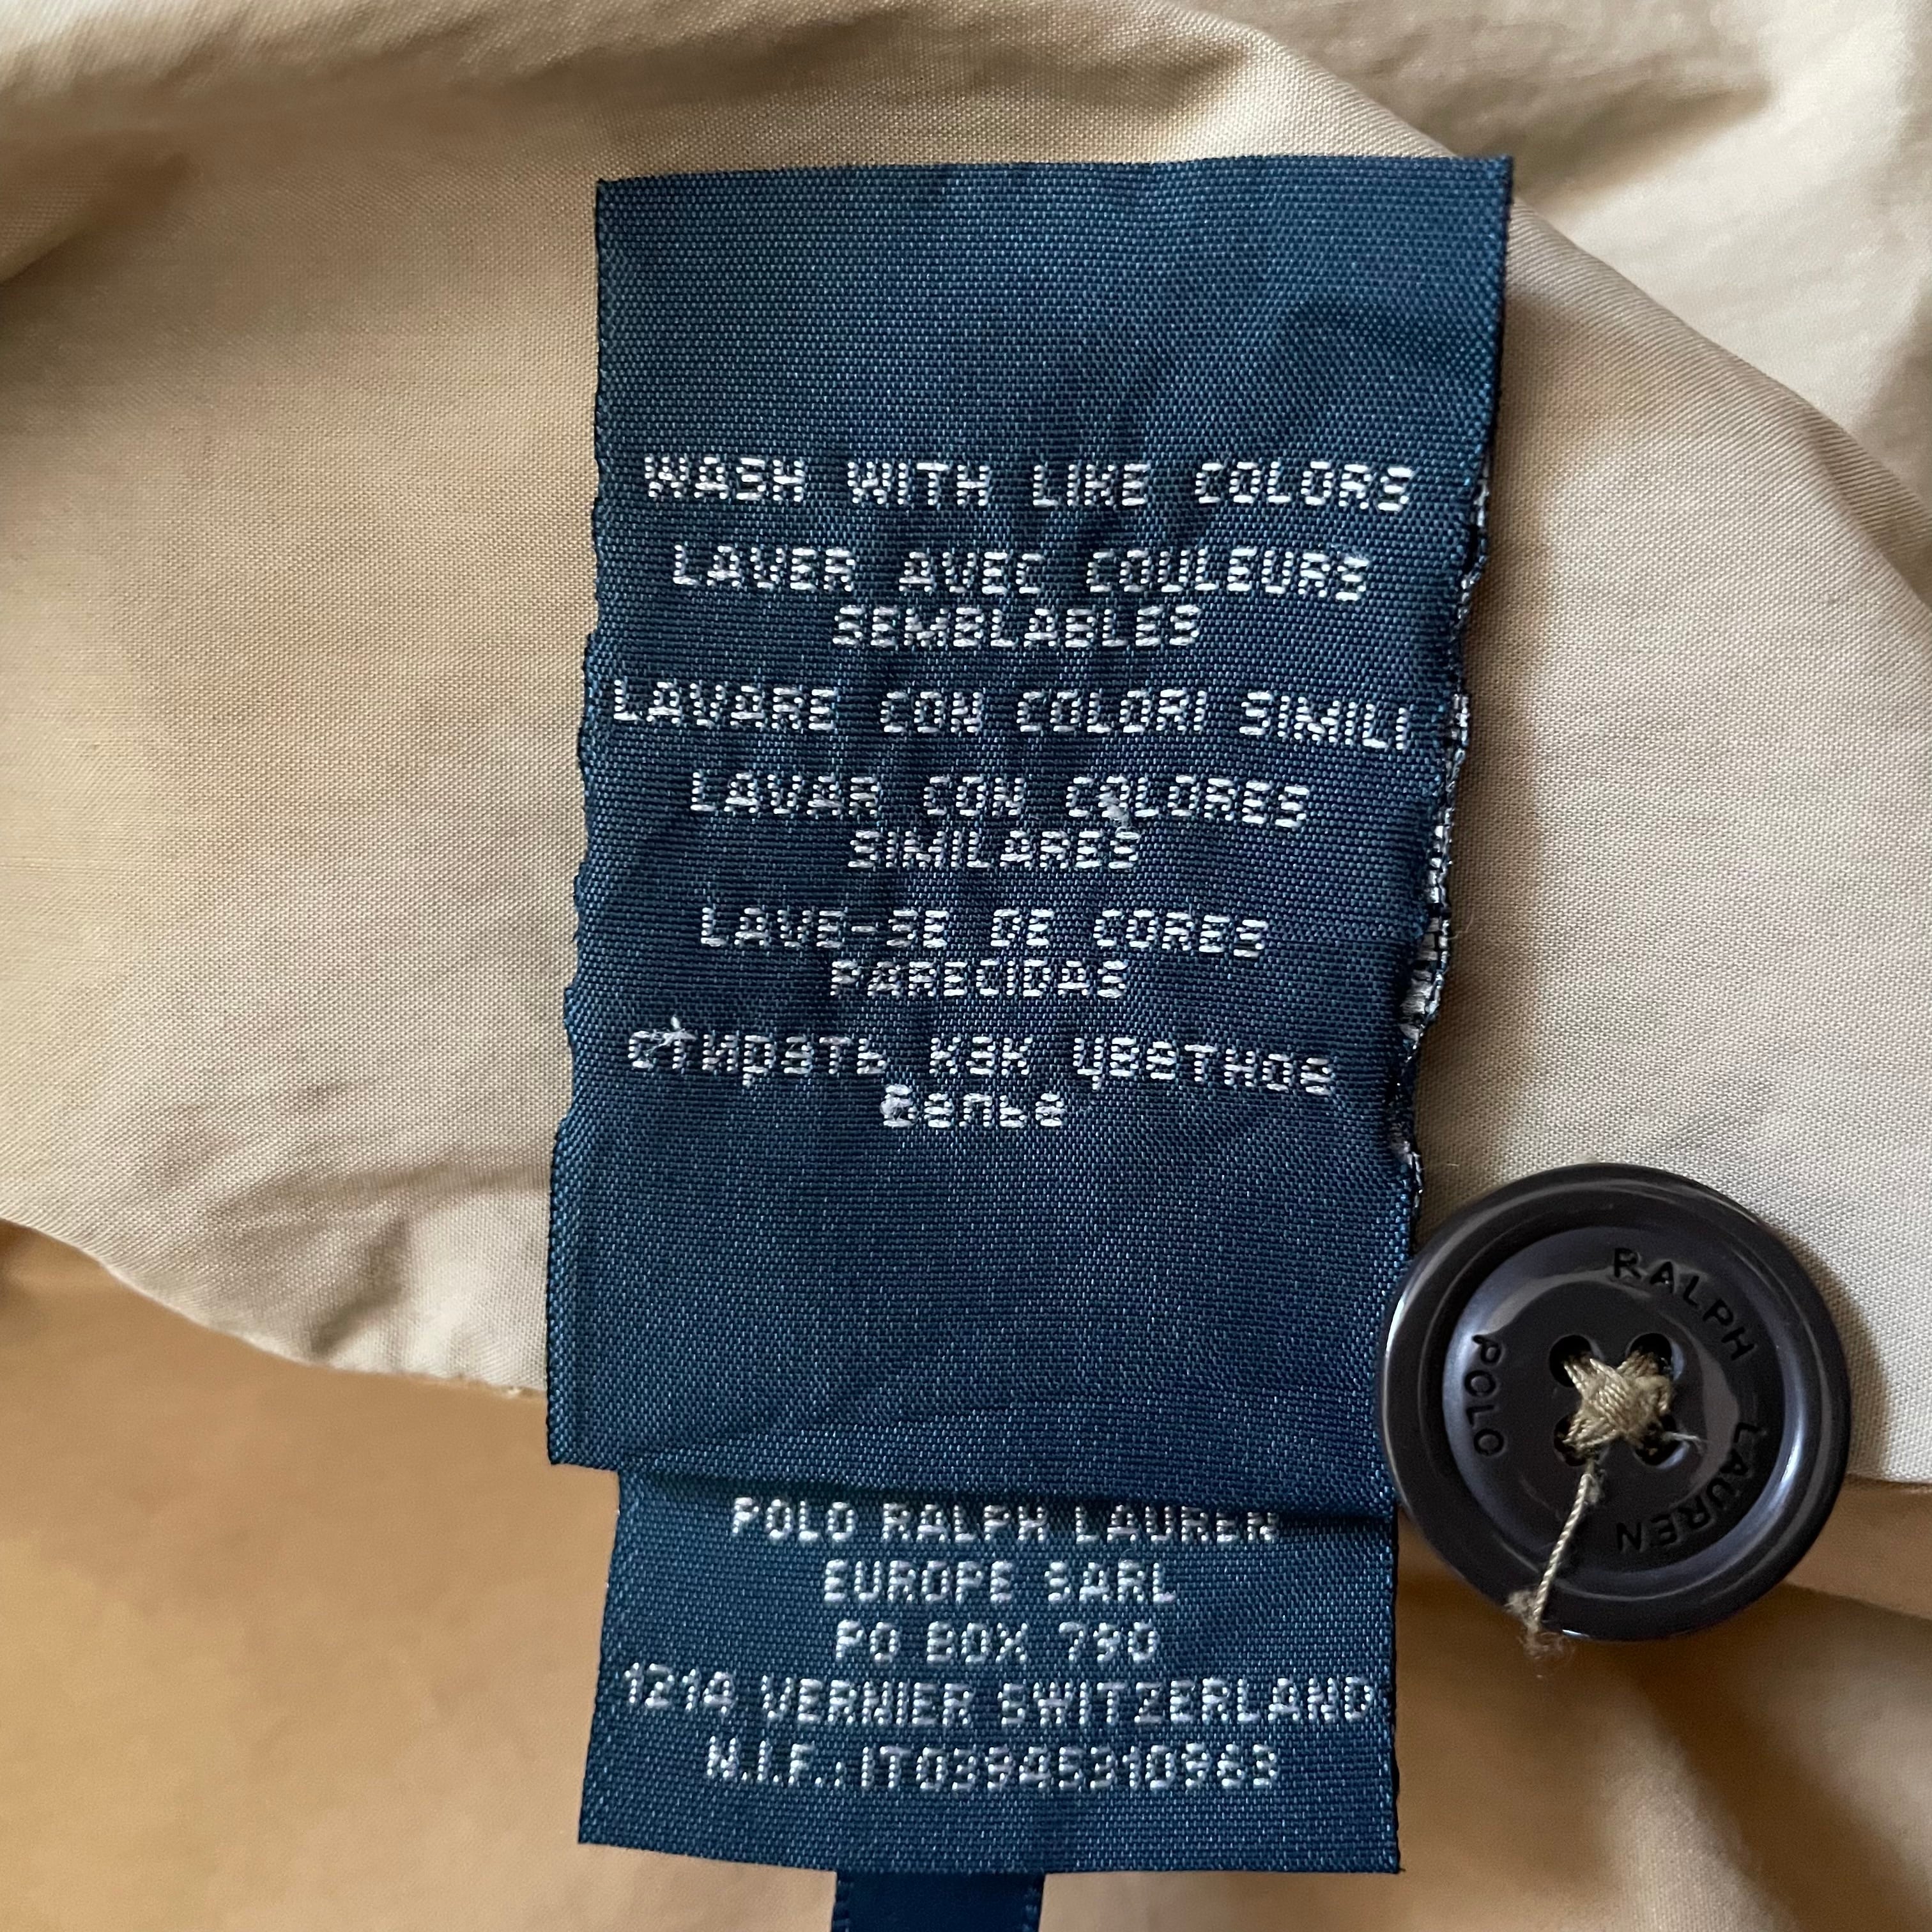 WASH WITH LIKE COLORS
LAVER AVEC COULEURS
SEMBLABLES
LAVARE CON COLORI SIMILI
LAVAR CON COLORES
SIMILARES
LAVE-SE DE CORES
PARECIDAS
стирать как цветное
белье
POLO RALPH LAUREN
EUROPE SARL
PO BOX 790
1214 VERNIER SWITZERLAND
N.I.F.: IT03945310963
POLO RALPH LAUREN